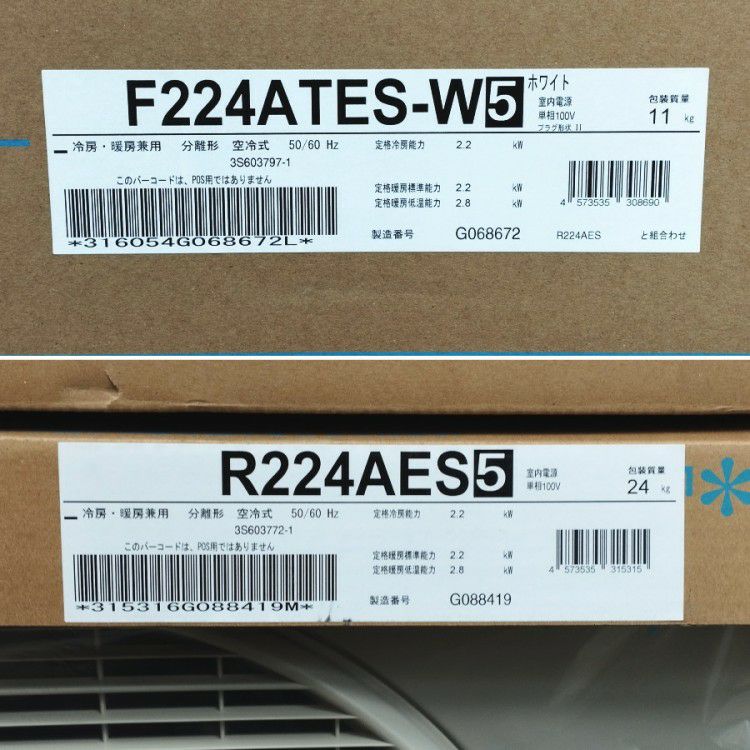 F224ATES-W5 ホワイト
室内電源
単相100V
プラグ形状 II
包装質量
11 kg
冷房・暖房兼用 分離形 空冷式 50/60 Hz
3S603797-1
このバーコードは、POS用ではありません
*316054G068672L*
定格冷房能力 2.2 kW
定格暖房標準能力 2.2 kW
定格暖房低温能力 2.8 kW
4 573535 308690
製造番号 G068672
R224AES と組合わせ
R224AES5
室内電源
単相100V
包装質量
24 kg
冷房・暖房兼用 分離形 空冷式 50/60 Hz
3S603772-1
このバーコードは、POS用ではありません
*315316G088419M*
定格冷房能力 2.2 kW
定格暖房標準能力 2.2 kW
定格暖房低温能力 2.8 kW
4 573535 315315
製造番号 G088419